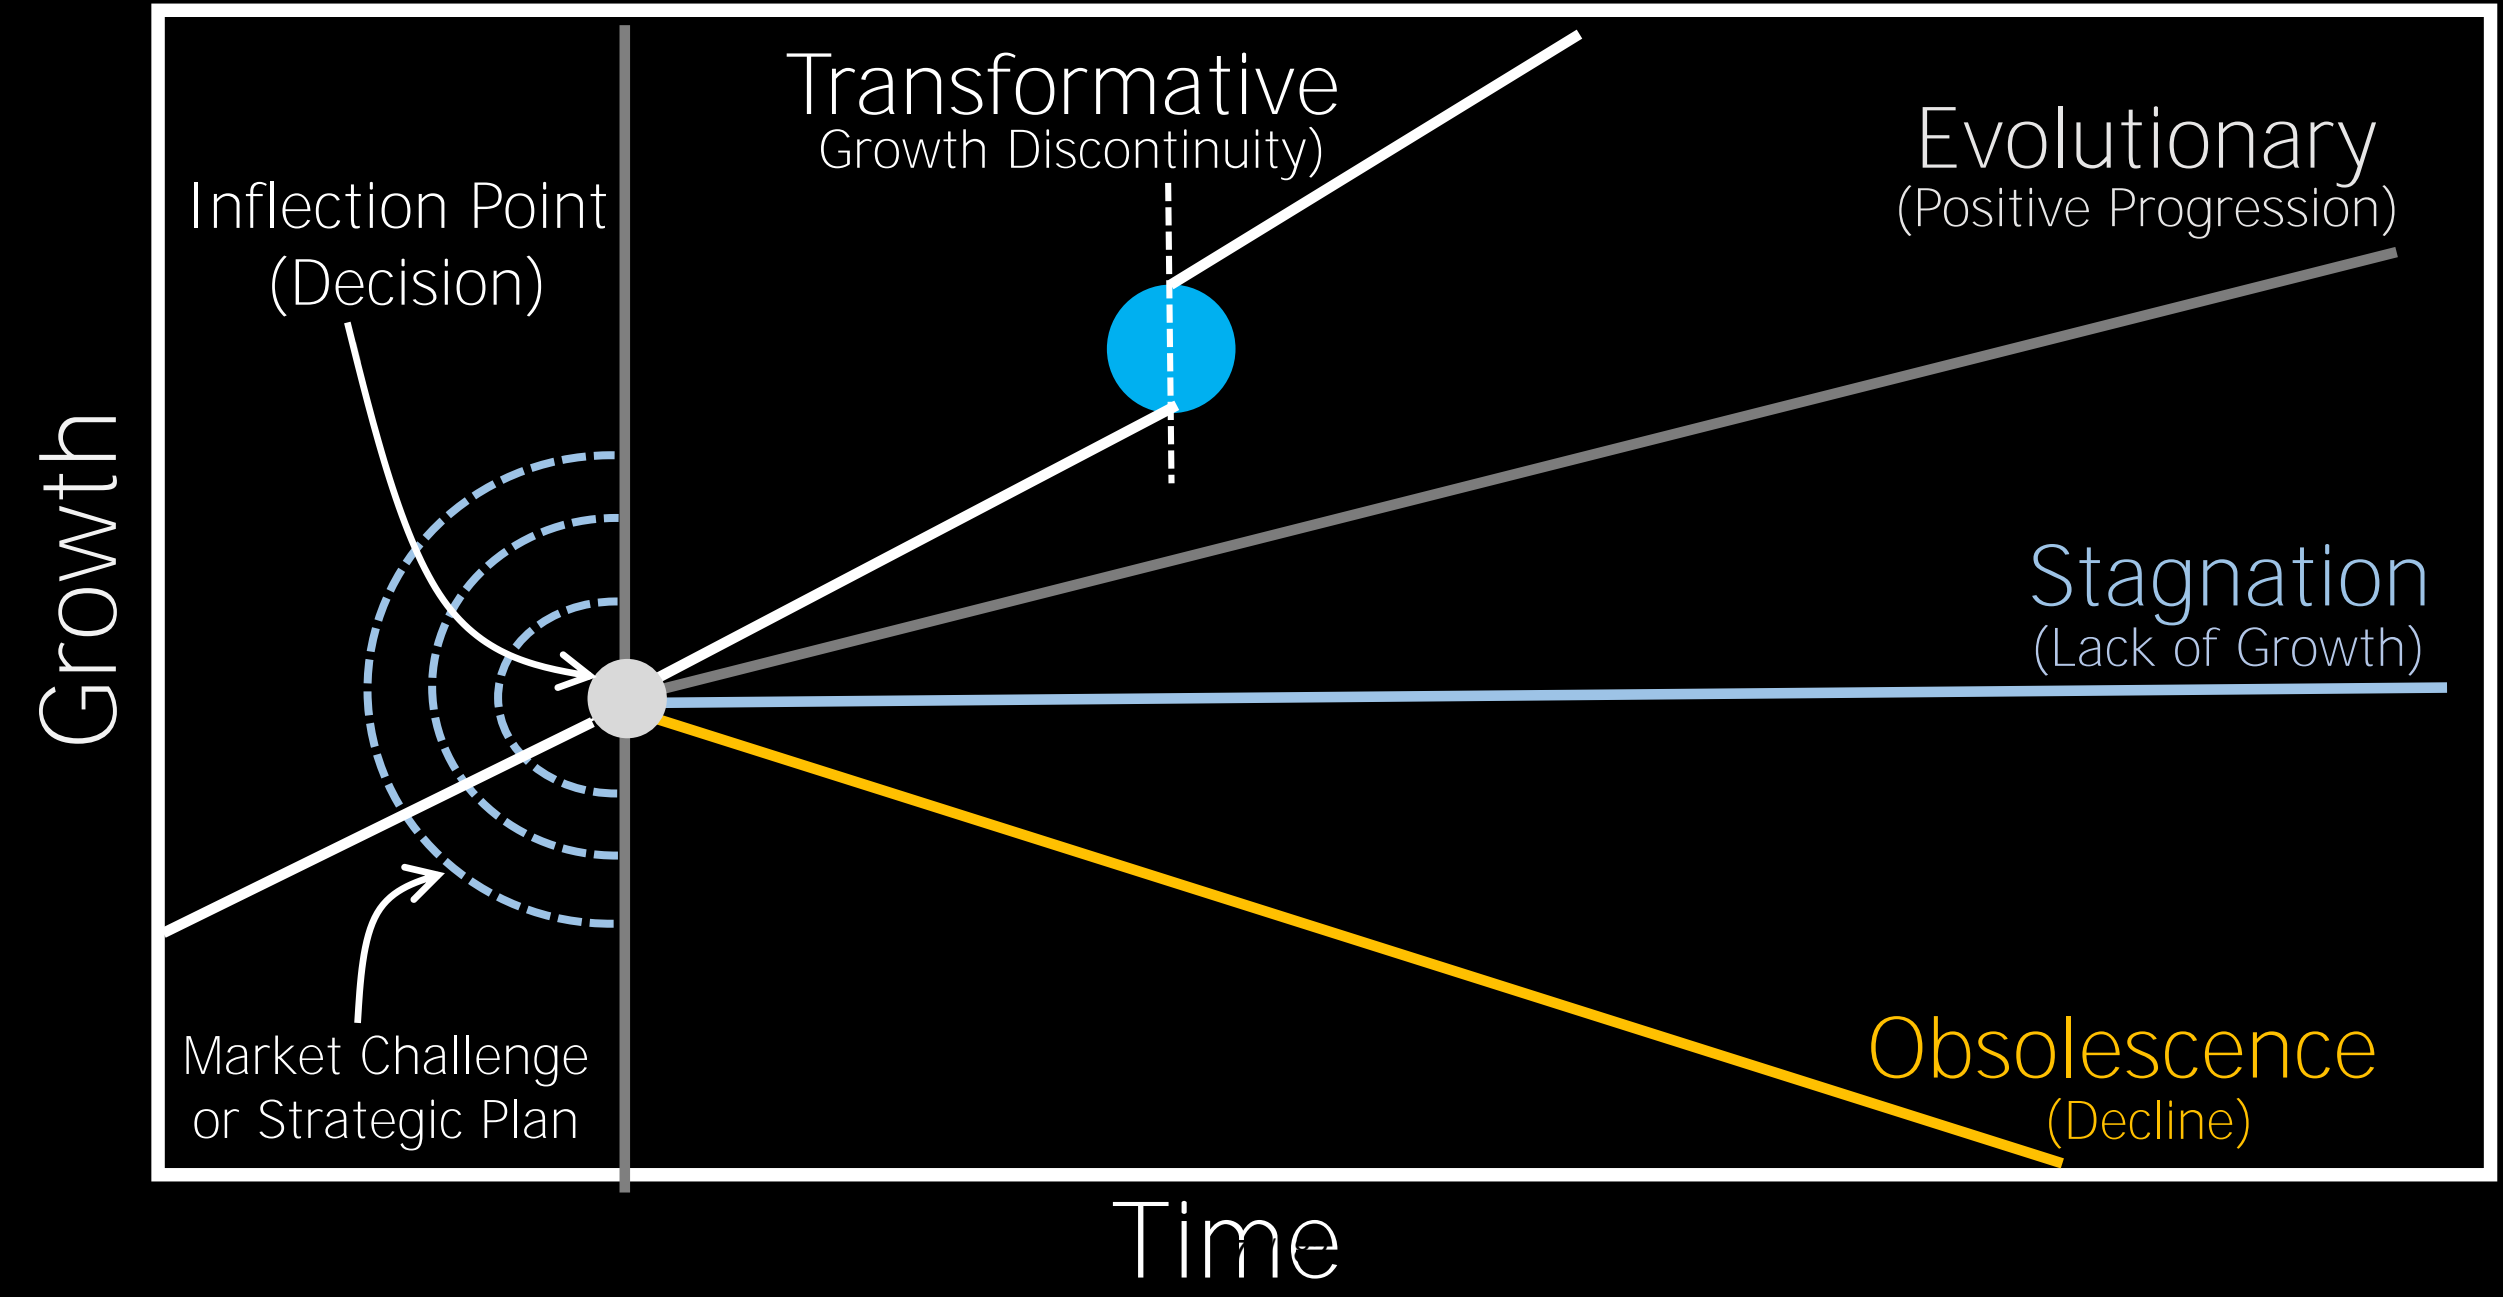 Transformative
Growth Discontinuity)
Evolutionary
(Positive Progression)
Inflection Point
(Decision)
Growth
Stagnation
(Lack of Growth)
Market Challenge
or Strategic Plan
Obsolescence
(Decline)
Time